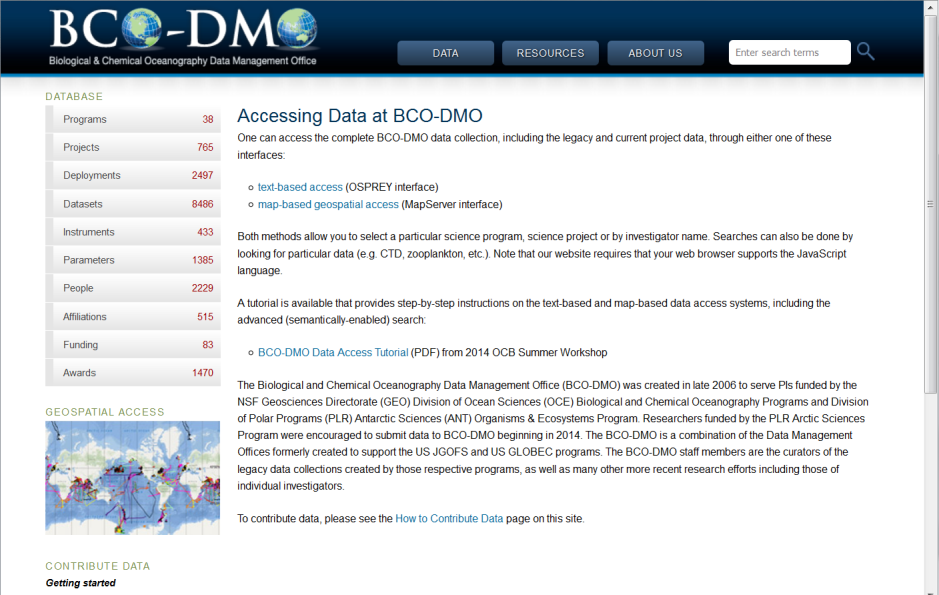 BCO-DMO
Biological & Chemical Oceanography Data Management Office
DATA
RESOURCES
ABOUT US
Enter search terms
DATABASE
Programs 38
Projects 765
Deployments 2497
Datasets 8486
Instruments 433
Parameters 1385
People 2229
Affiliations 515
Funding 83
Awards 1470
GEOSPATIAL ACCESS
CONTRIBUTE DATA
Getting started
Accessing Data at BCO-DMO
One can access the complete BCO-DMO data collection, including the legacy and current project data, through either one of these
interfaces:
text-based access (OSPREY interface)
map-based geospatial access (MapServer interface)
Both methods allow you to select a particular science program, science project or by investigator name. Searches can also be done by
looking for particular data (e.g. CTD, zooplankton, etc.). Note that our website requires that your web browser supports the JavaScript
language.
A tutorial is available that provides step-by-step instructions on the text-based and map-based data access systems, including the
advanced (semantically-enabled) search:
BCO-DMO Data Access Tutorial (PDF) from 2014 OCB Summer Workshop
The Biological and Chemical Oceanography Data Management Office (BCO-DMO) was created in late 2006 to serve PIs funded by the
NSF Geosciences Directorate (GEO) Division of Ocean Sciences (OCE) Biological and Chemical Oceanography Programs and Division
of Polar Programs (PLR) Antarctic Sciences (ANT) Organisms & Ecosystems Program. Researchers funded by the PLR Arctic Sciences
Program were encouraged to submit data to BCO-DMO beginning in 2014. The BCO-DMO is a combination of the Data Management
Offices formerly created to support the US JGOFS and US GLOBEC programs. The BCO-DMO staff members are the curators of the
legacy data collections created by those respective programs, as well as many other more recent research efforts including those of
individual investigators.
To contribute data, please see the How to Contribute Data page on this site.